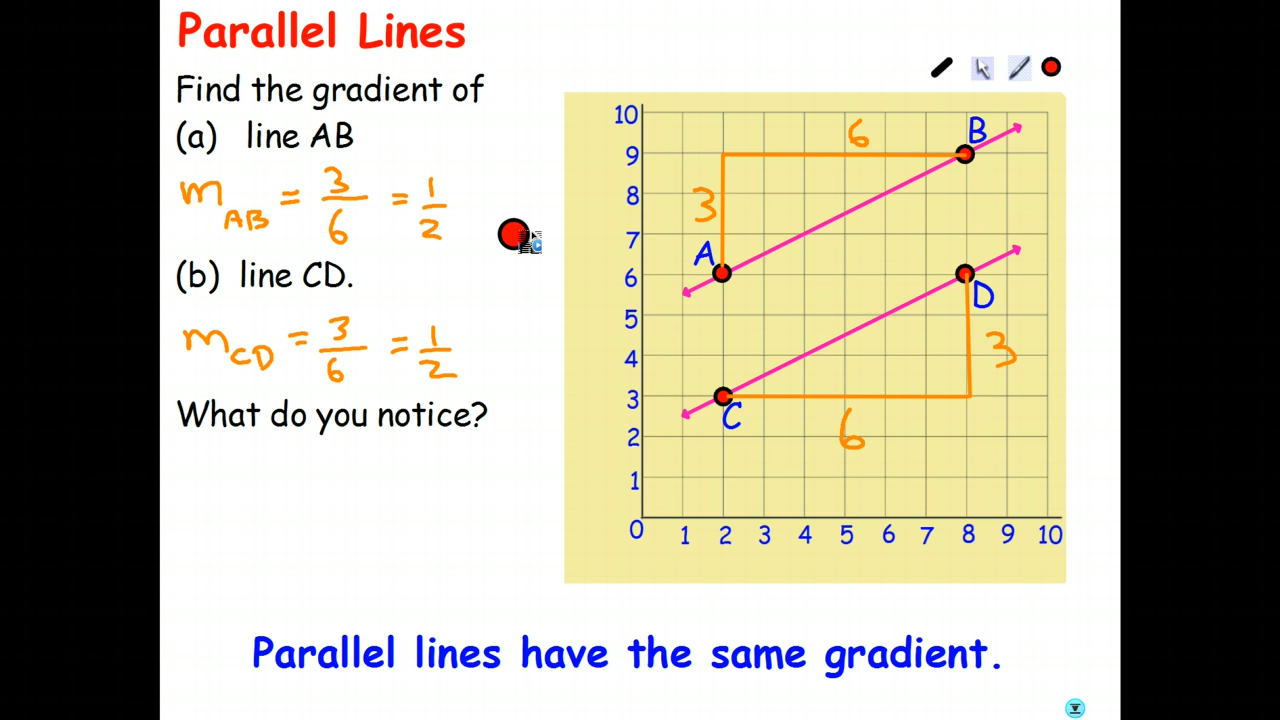 Parallel Lines
Find the gradient of
(a) line AB
m_AB = 3/6 = 1/2
(b) line CD.
m_CD = 3/6 = 1/2
What do you notice?
10
9
8
7
6
5
4
3
2
1
0 1 2 3 4 5 6 7 8 9 10
6
B
3
A
D
3
C
6
Parallel lines have the same gradient.